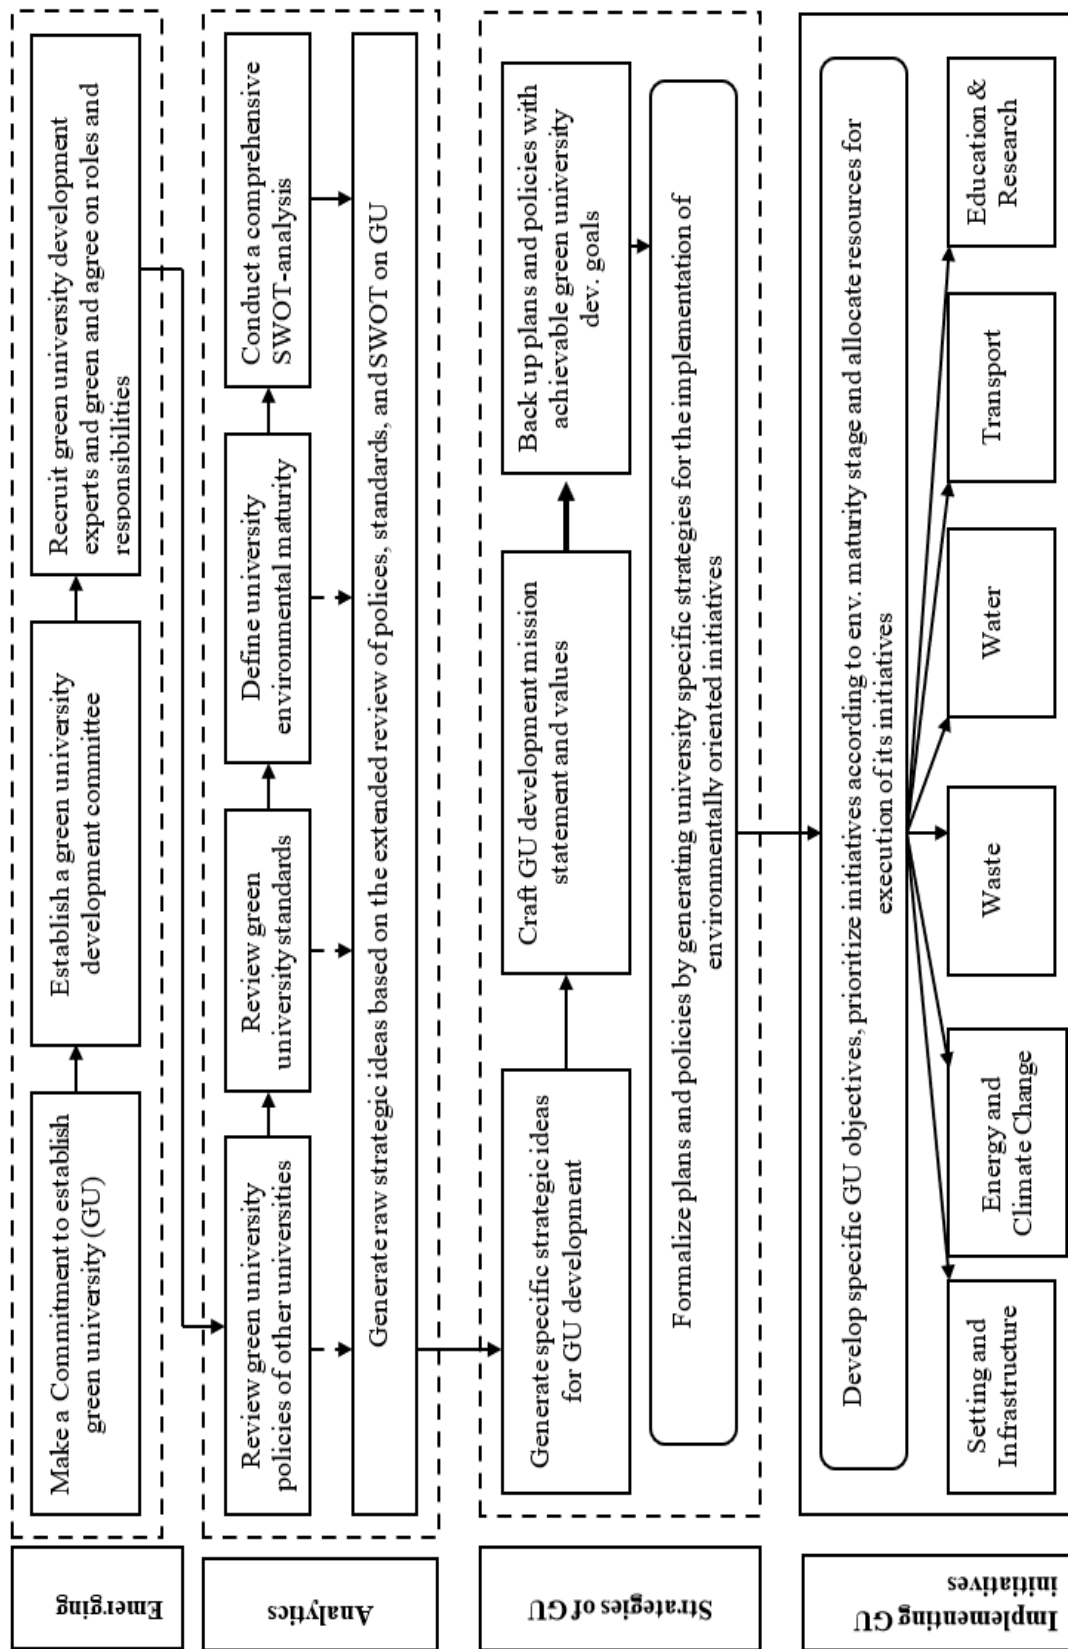 Emerging
Make a Commitment to establish
green university (GU)
Establish a green university
development committee
Recruit green university development
experts and green and agree on roles and
responsibilities
Analytics
Review green university
policies of other universities
Review green
university standards
Define university
environmental maturity
Conduct a comprehensive
SWOT-analysis
Generate raw strategic ideas based on the extended review of polices, standards, and SWOT on GU
Strategies of GU
Generate specific strategic ideas
for GU development
Craft GU development mission
statement and values
Back up plans and policies with
achievable green university
dev. goals
Formalize plans and policies by generating university specific strategies for the implementation of
environmentally oriented initiatives
Implementing GU
initiatives
Develop specific GU objectives, prioritize initiatives according to env. maturity stage and allocate resources for
execution of its initiatives
Setting and
Infrastructure
Energy and
Climate Change
Waste
Water
Transport
Education &
Research